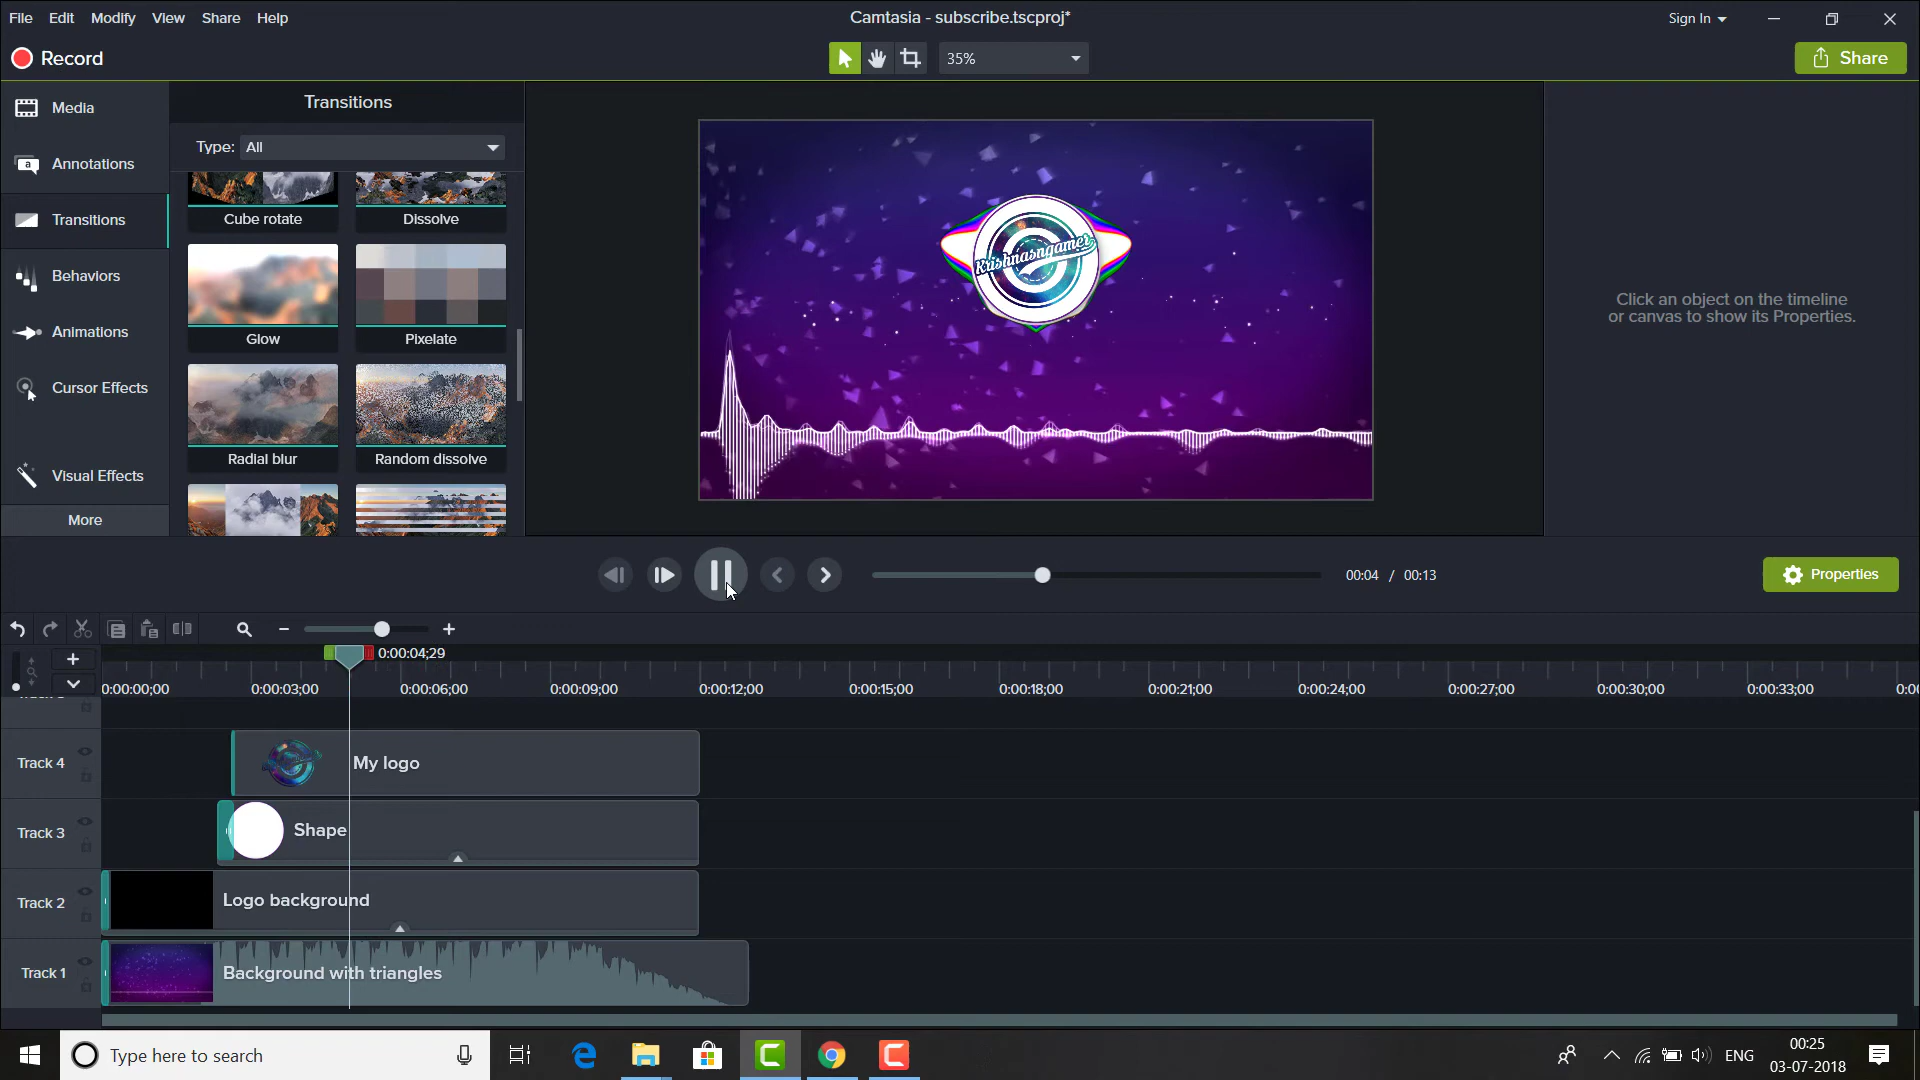 File Edit Modify View Share Help
Camtasia - subscribe.tscproj*
Sign In
Record
35%
Share
Media
Annotations
Transitions
Behaviors
Animations
Cursor Effects
Visual Effects
More
Transitions
Type: All
Cube rotate Dissolve
Glow Pixelate
Radial blur Random dissolve
Krishnasngamer
Click an object on the timeline
or canvas to show its Properties.
00:04 / 00:13
Properties
0:00:04;29
0:00:00;00 0:00:03;00 0:00:06;00 0:00:09;00 0:00:12;00 0:00:15;00 0:00:18;00 0:00:21;00 0:00:24;00 0:00:27;00 0:00:30;00 0:00:33;00 0:00
Track 4 My logo
Track 3 Shape
Track 2 Logo background
Track 1 Background with triangles
Type here to search
ENG
00:25
03-07-2018